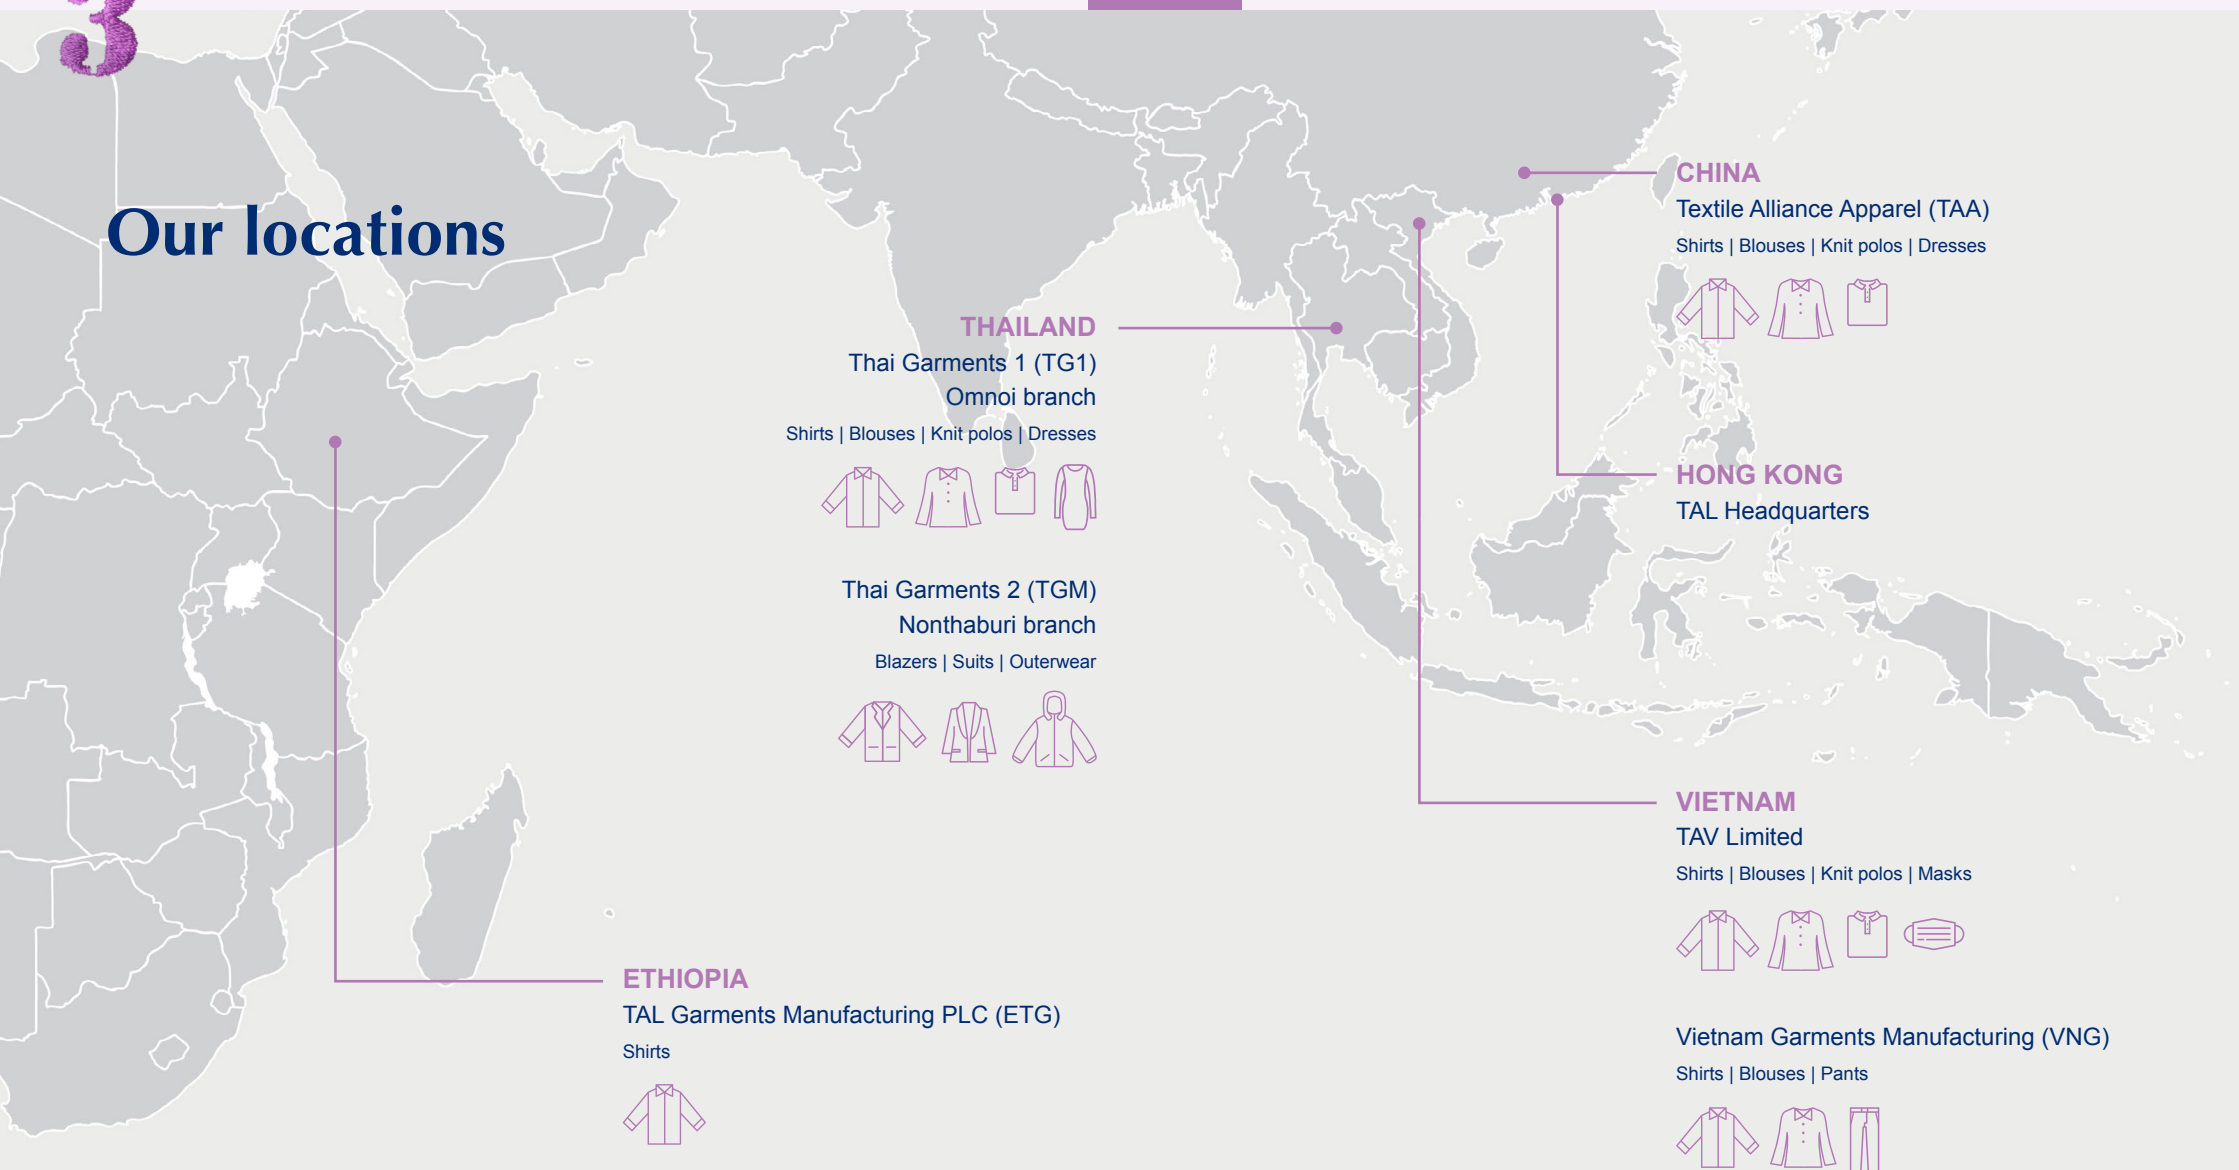 3
Our locations
THAILAND
Thai Garments 1 (TG1)
Omnoi branch
Shirts | Blouses | Knit polos | Dresses
Thai Garments 2 (TGM)
Nonthaburi branch
Blazers | Suits | Outerwear
ETHIOPIA
TAL Garments Manufacturing PLC (ETG)
Shirts
CHINA
Textile Alliance Apparel (TAA)
Shirts | Blouses | Knit polos | Dresses
HONG KONG
TAL Headquarters
VIETNAM
TAV Limited
Shirts | Blouses | Knit polos | Masks
Vietnam Garments Manufacturing (VNG)
Shirts | Blouses | Pants